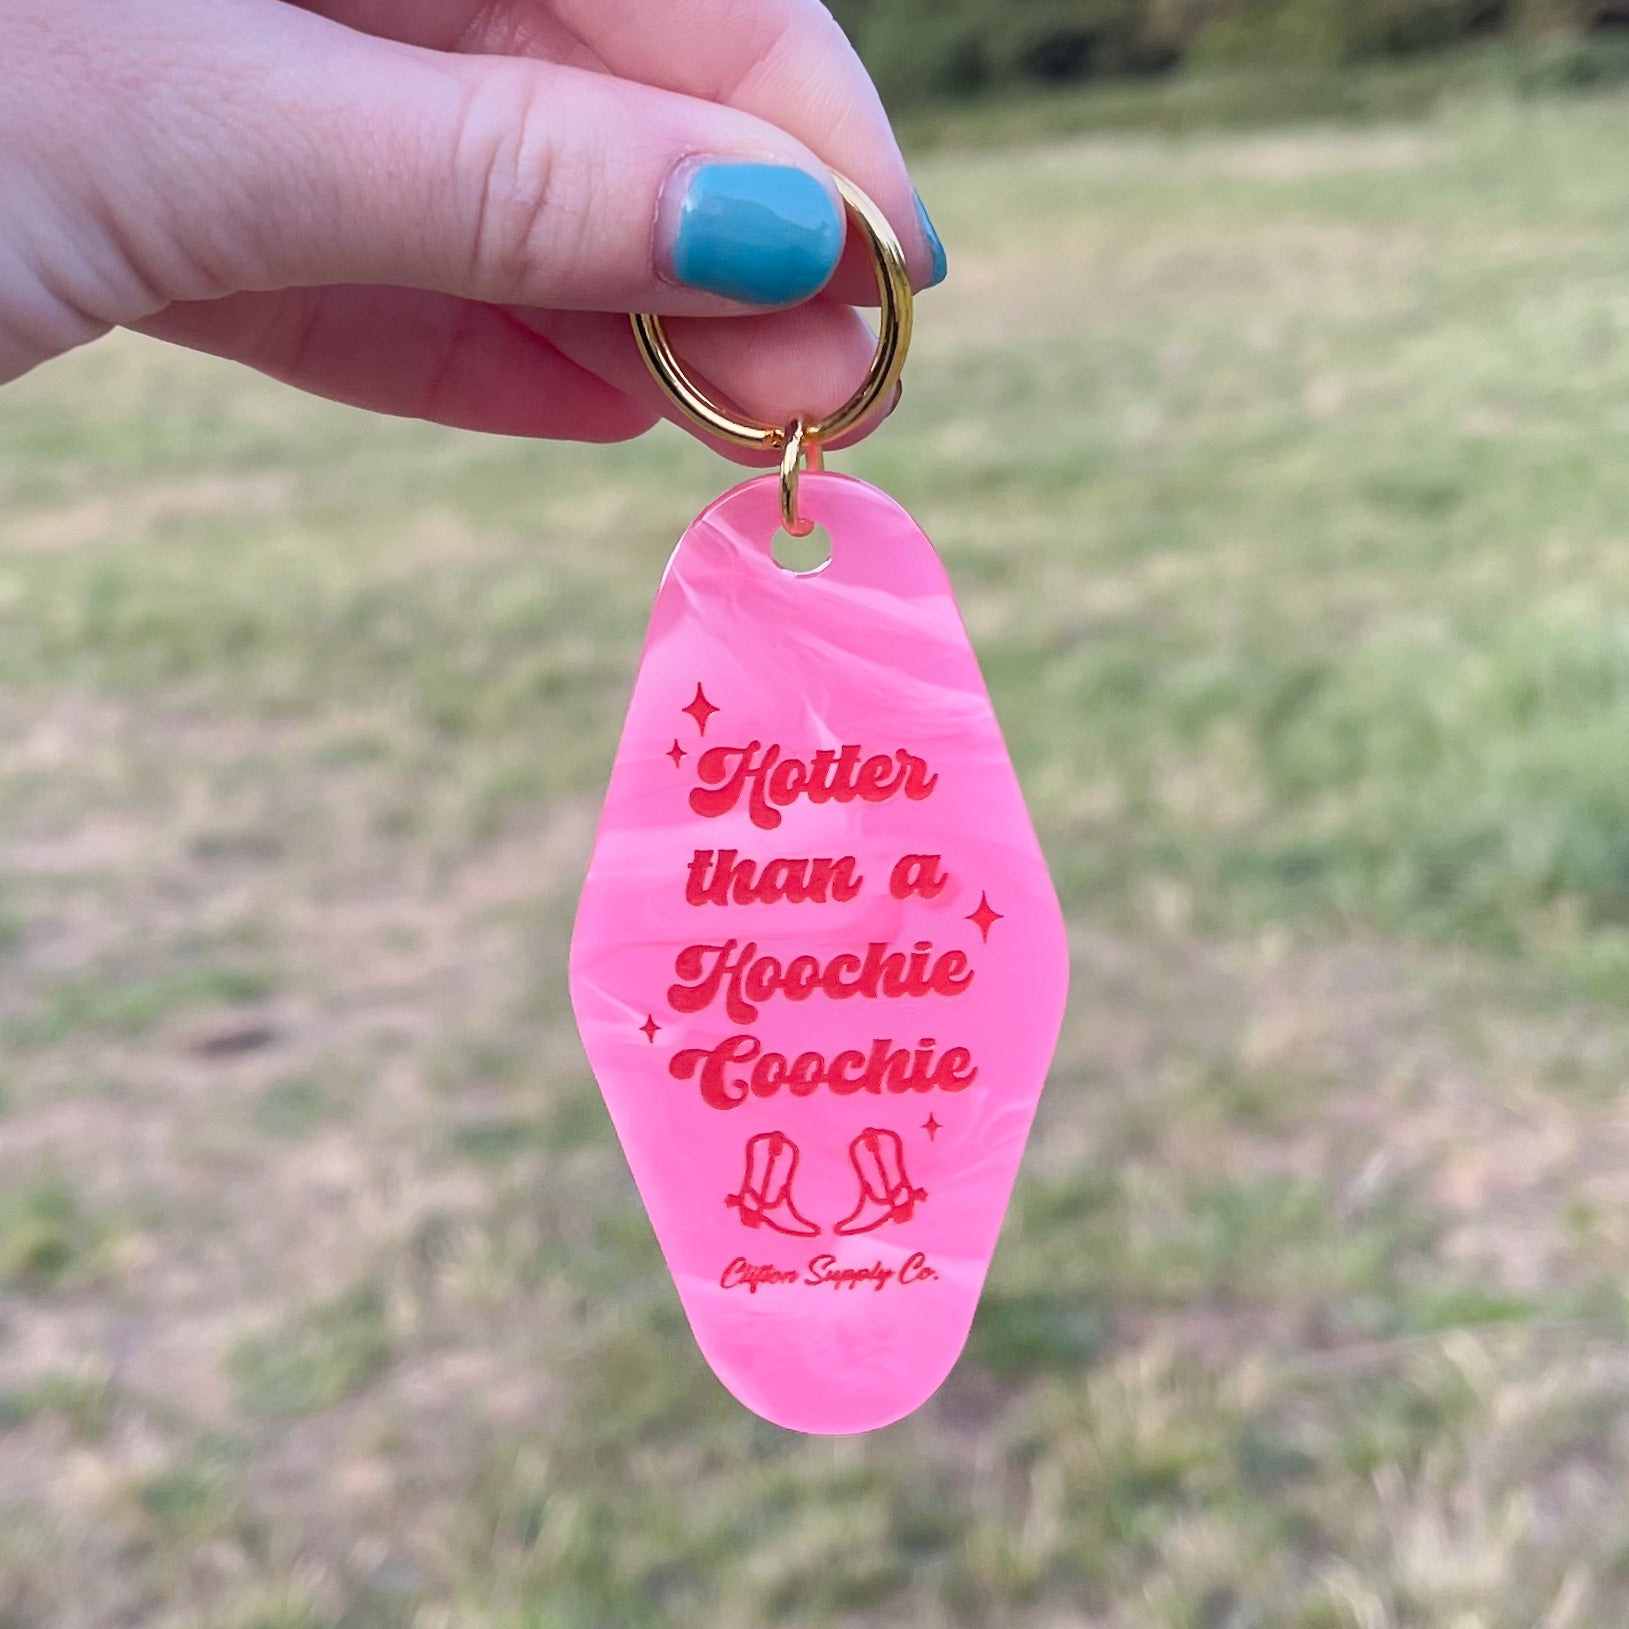 Hotter
than a
Hoochie
Coochie
Clifton Supply Co.